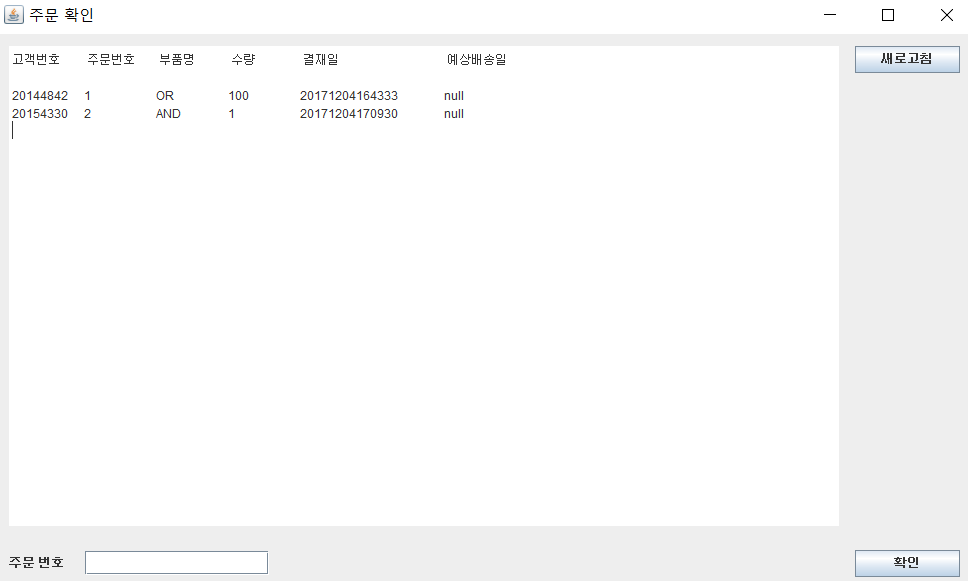 주문 확인
고객번호 주문번호 부품명 수량 결재일 예상배송일
새로고침
20144842 1 OR 100 20171204164333 null
20154330 2 AND 1 20171204170930 null
주문 번호
확인